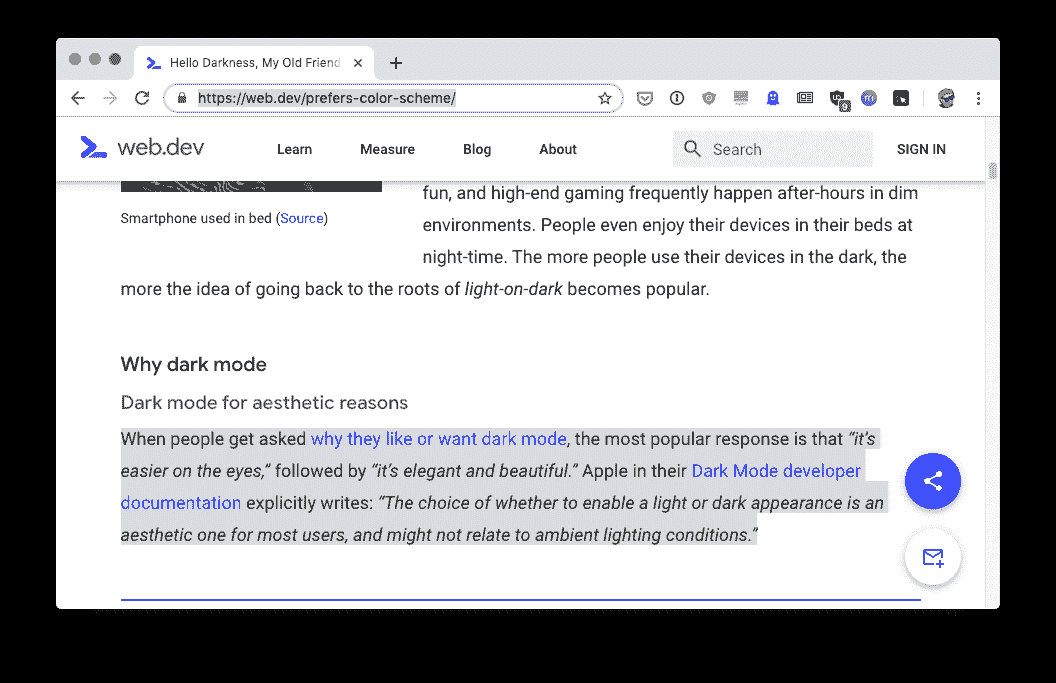 Hello Darkness, My Old Friend
https://web.dev/prefers-color-scheme/
9
web.dev
Learn
Measure
Blog
About
Search
SIGN IN
fun, and high-end gaming frequently happen after-hours in dim
Smartphone used in bed (Source)
environments. People even enjoy their devices in their beds at
night-time. The more people use their devices in the dark, the
more the idea of going back to the roots of light-on-dark becomes popular.
Why dark mode
Dark mode for aesthetic reasons
When people get asked why they like or want dark mode, the most popular response is that “it’s
easier on the eyes,” followed by “it’s elegant and beautiful.” Apple in their Dark Mode developer
documentation explicitly writes: “The choice of whether to enable a light or dark appearance is an
aesthetic one for most users, and might not relate to ambient lighting conditions.”